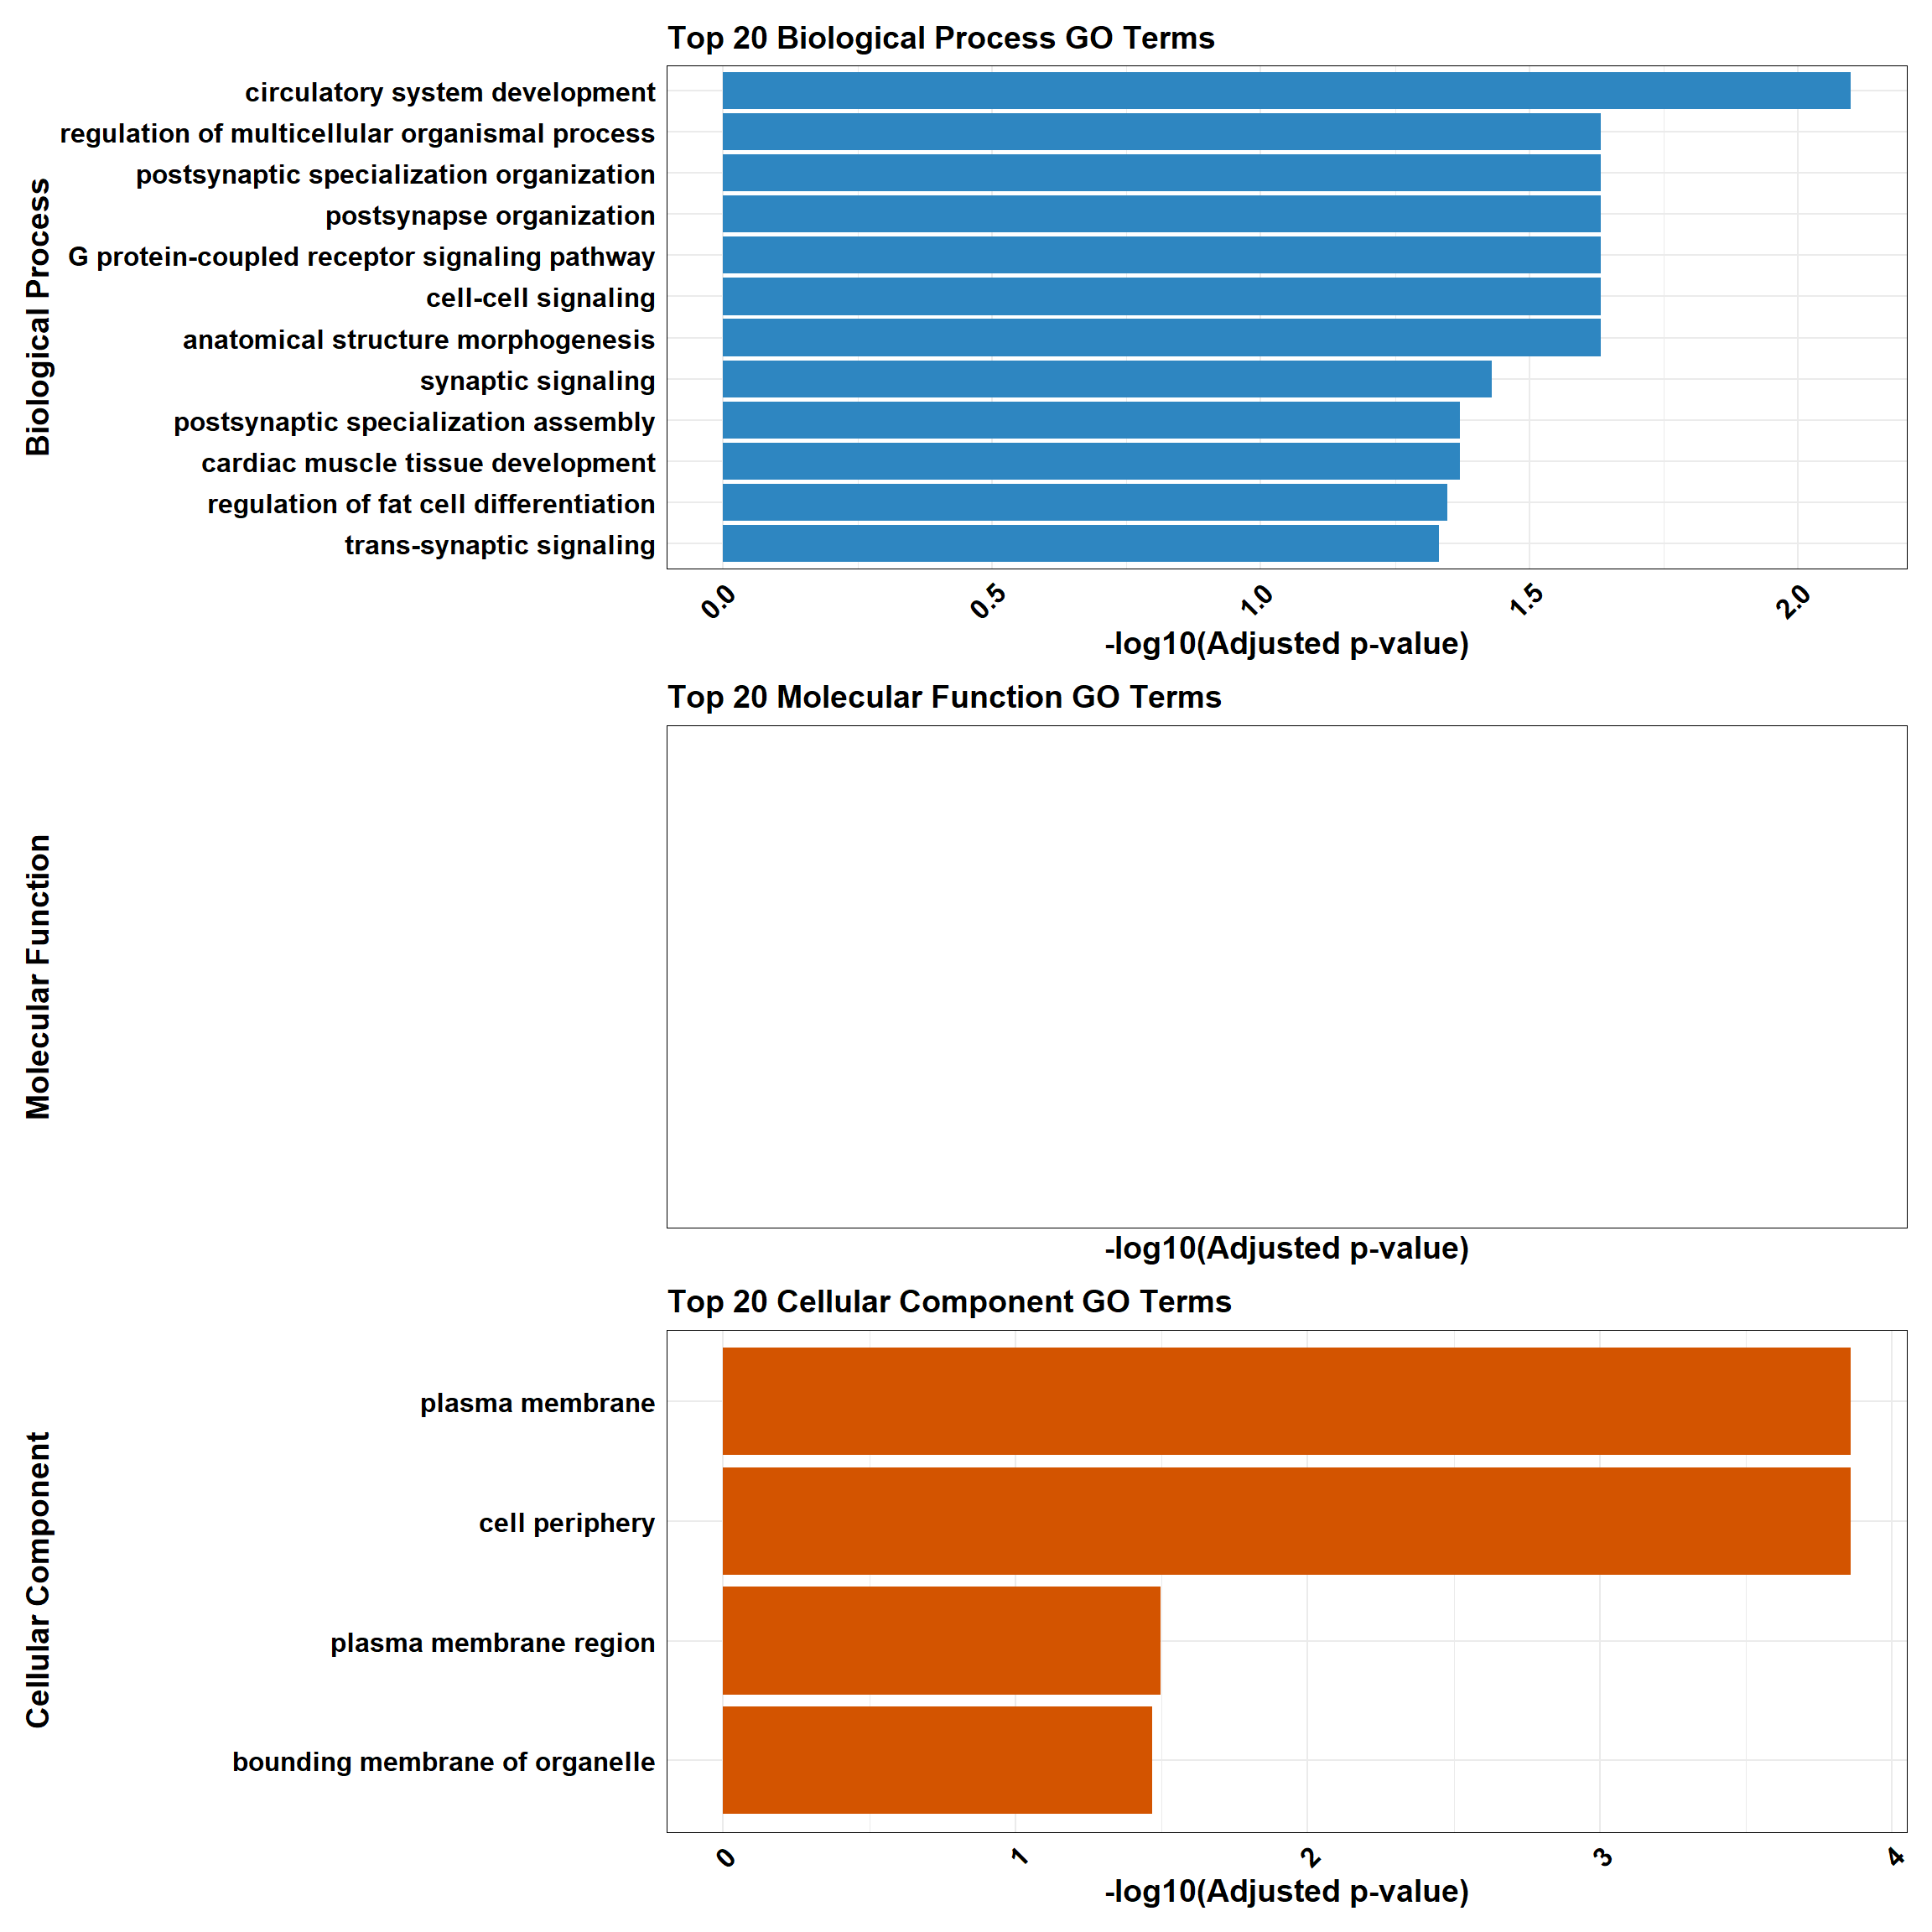 Top 20 Biological Process GO Terms
Biological Process
circulatory system development
regulation of multicellular organismal process
postsynaptic specialization organization
postsynapse organization
G protein-coupled receptor signaling pathway
cell-cell signaling
anatomical structure morphogenesis
synaptic signaling
postsynaptic specialization assembly
cardiac muscle tissue development
regulation of fat cell differentiation
trans-synaptic signaling
0.0 0.5 1.0 1.5 2.0
-log10(Adjusted p-value)
Top 20 Molecular Function GO Terms
Molecular Function
-log10(Adjusted p-value)
Top 20 Cellular Component GO Terms
Cellular Component
plasma membrane
cell periphery
plasma membrane region
bounding membrane of organelle
0 1 2 3 4
-log10(Adjusted p-value)